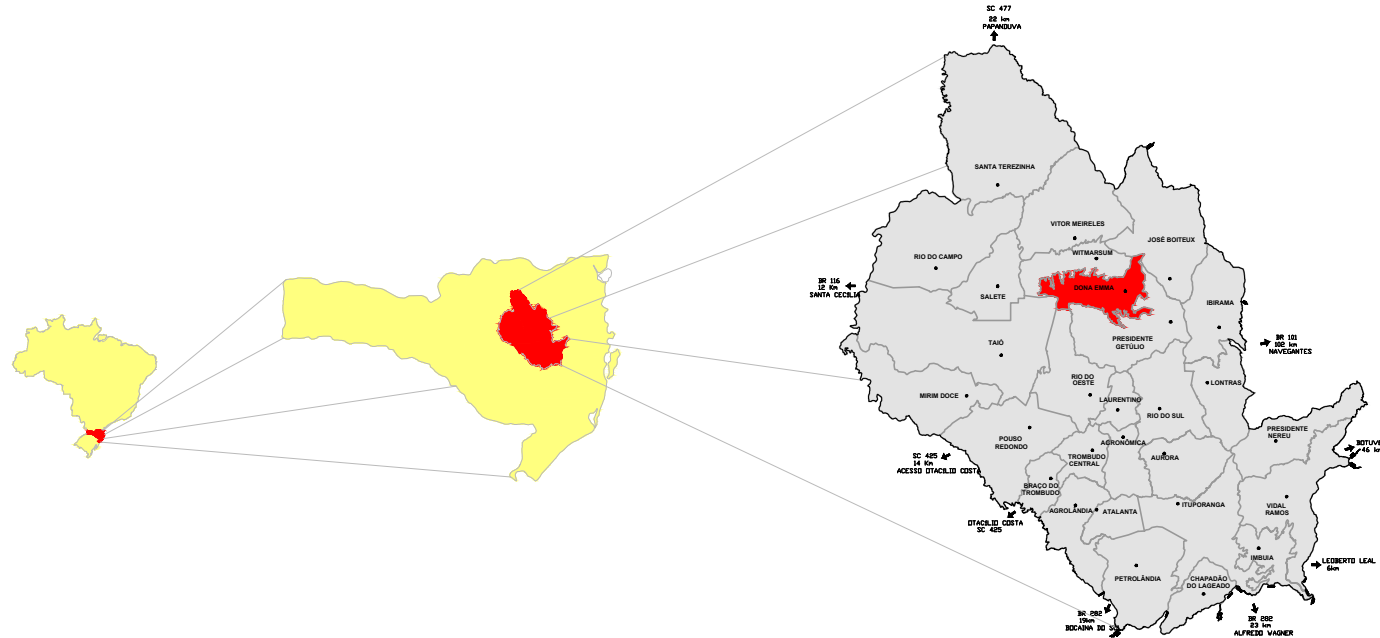 SC 477
22 km
PAPANDUVA
SANTA TEREZINHA
VITOR MEIRELES
JOSÉ BOITEUX
WITMARSUM
RIO DO CAMPO
BR 116
12 Km
SANTA CECILIA
SALETE
DONA EMMA
IBIRAMA
BR 101
102 km
NAVEGANTES
TAIÓ
PRESIDENTE
GETÚLIO
RIO DO
OESTE
LONTRAS
MIRIM DOCE
LAURENTINO
RIO DO SUL
POUSO
REDONDO
AGRONÔMICA
PRESIDENTE
NEREU
BOTUVE
46 km
SC 425
14 Km
ACESSO OTACILIO COSTA
TROMBUDO
CENTRAL
AURORA
BRAÇO DO
TROMBUDO
AGROLÂNDIA
ATALANTA
ITUPORANGA
VIDAL
RAMOS
OTACILIO COSTA
SC 425
IMBUIA
LEOBERTO LEAL
6km
PETROLÂNDIA
CHAPADÃO
DO LAGEADO
BR 282
19km
BOCAINA DO SUL
BR 282
23 km
ALFREDO WAGNER